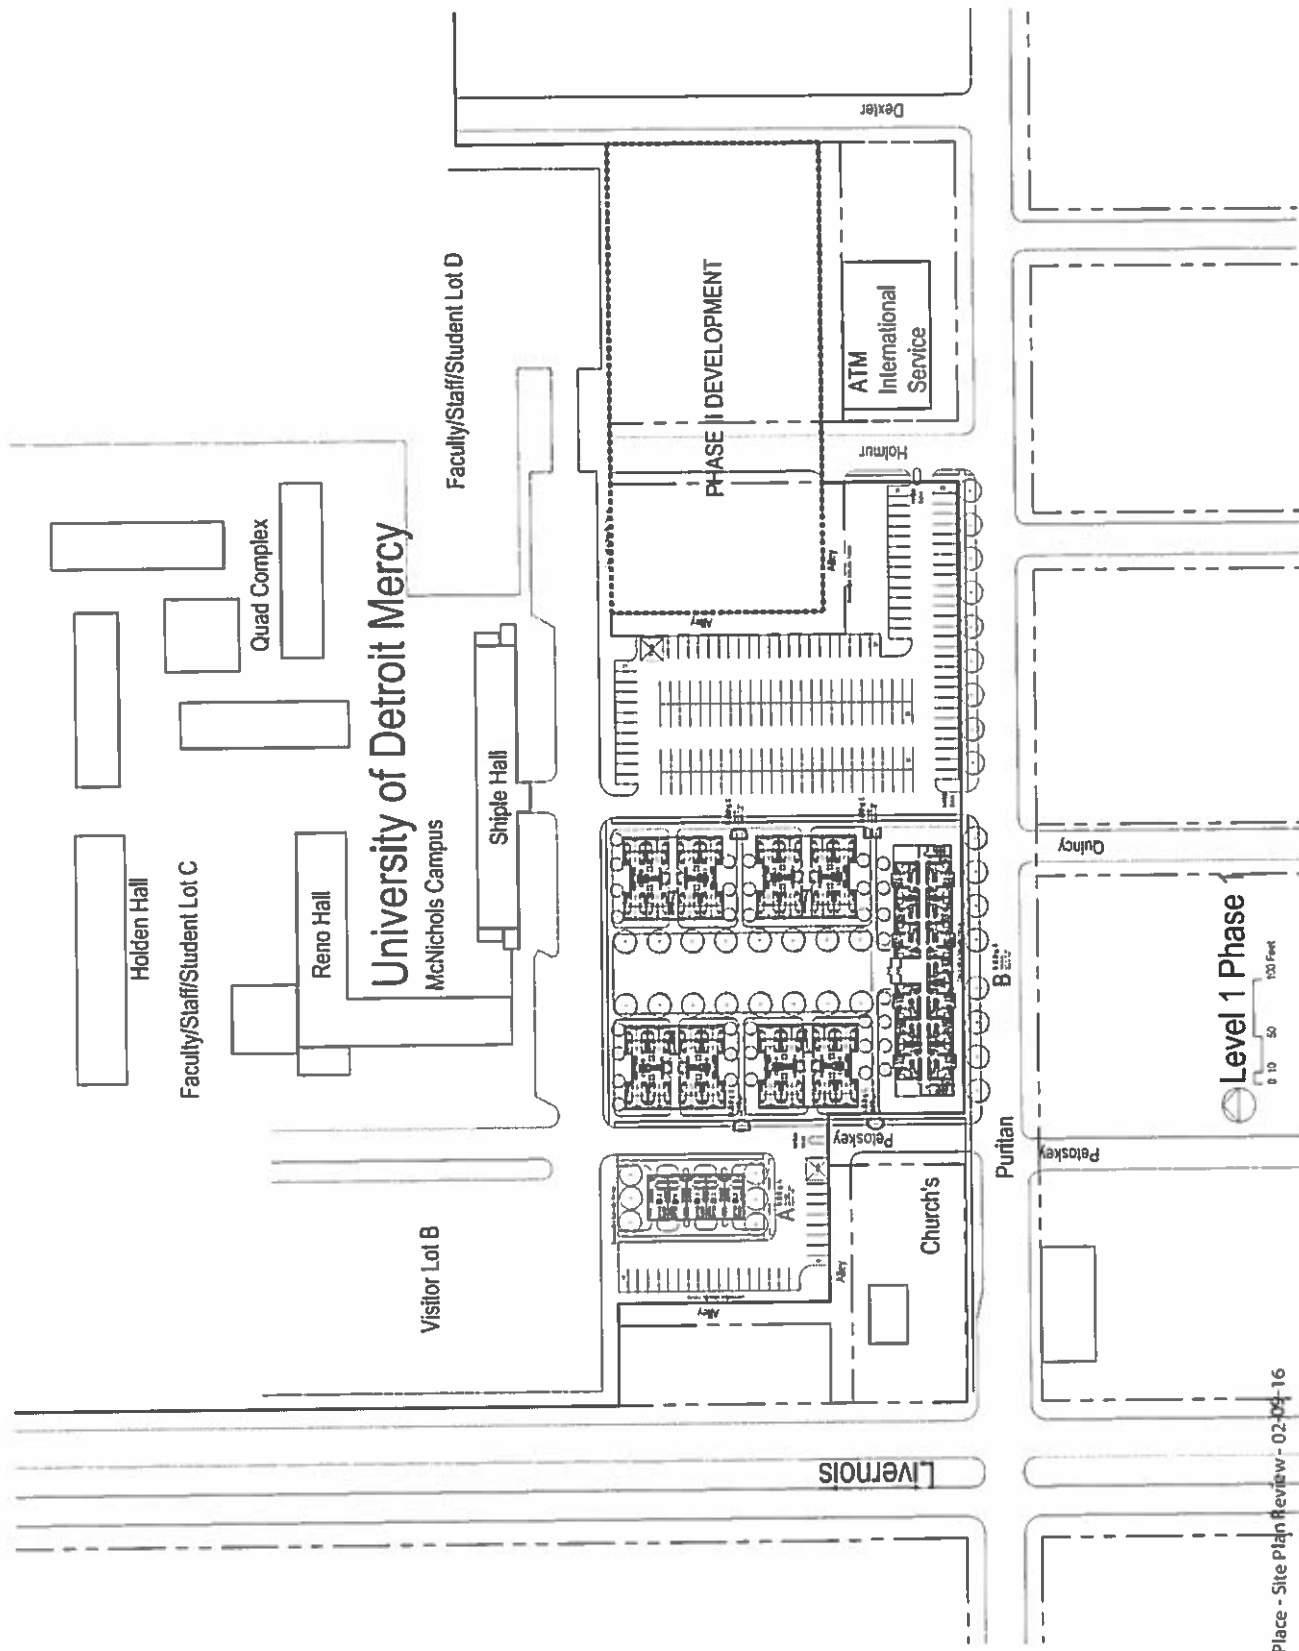 Holden Hall
Faculty/Staff/Student Lot C
Reno Hall
Quad Complex
University of Detroit Mercy
McNichols Campus
Shiple Hall
Faculty/Staff/Student Lot D
Visitor Lot B
Livernois
Alley
Alley
A
Church's
Petoskey
Petoskey
Puritan
B
Quincy
Alley
Alley
PHASE II DEVELOPMENT
Holmur
ATM
International
Service
Dexter
Level 1 Phase
0 10 50 100 Feet
Place - Site Plan Review - 02-09-16